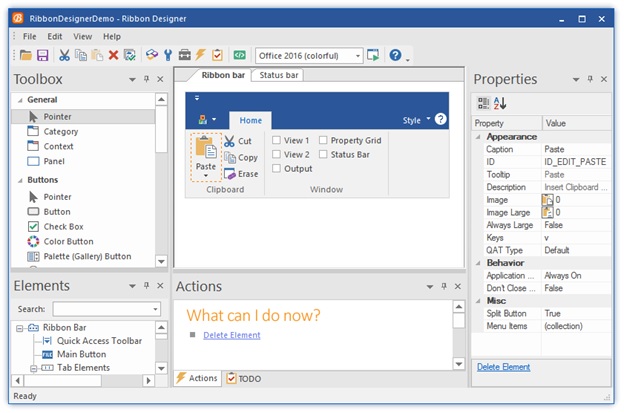 RibbonDesignerDemo - Ribbon Designer
File Edit View Help
Office 2016 (colorful)
Toolbox
General
Pointer
Category
Context
Panel
Buttons
Pointer
Button
Check Box
Color Button
Palette (Gallery) Button
Elements
Search:
Ribbon Bar
Quick Access Toolbar
Main Button
FILE
Tab Elements
Ribbon bar Status bar
Home Style
Paste
Cut
Copy
Erase
Clipboard
View 1 Property Grid
View 2 Status Bar
Output
Window
Actions
What can I do now?
Delete Element
Actions TODO
Properties
Property Value
Appearance
Caption Paste
ID ID_EDIT_PASTE
Tooltip Paste
Description Insert Clipboard ...
Image 0
Image Large 0
Always Large False
Keys v
QAT Type Default
Behavior
Application ... Always On
Don't Close ... False
Misc
Split Button True
Menu Items (collection)
Delete Element
Ready